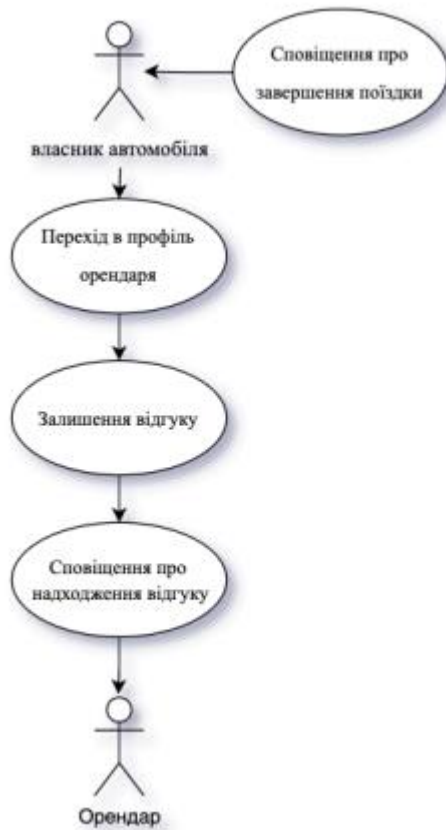 Сповіщення про
завершення поїздки
власник автомобіля
Перехід в профіль
орендаря
Залишення відгуку
Сповіщення про
надходження відгуку
Орендар